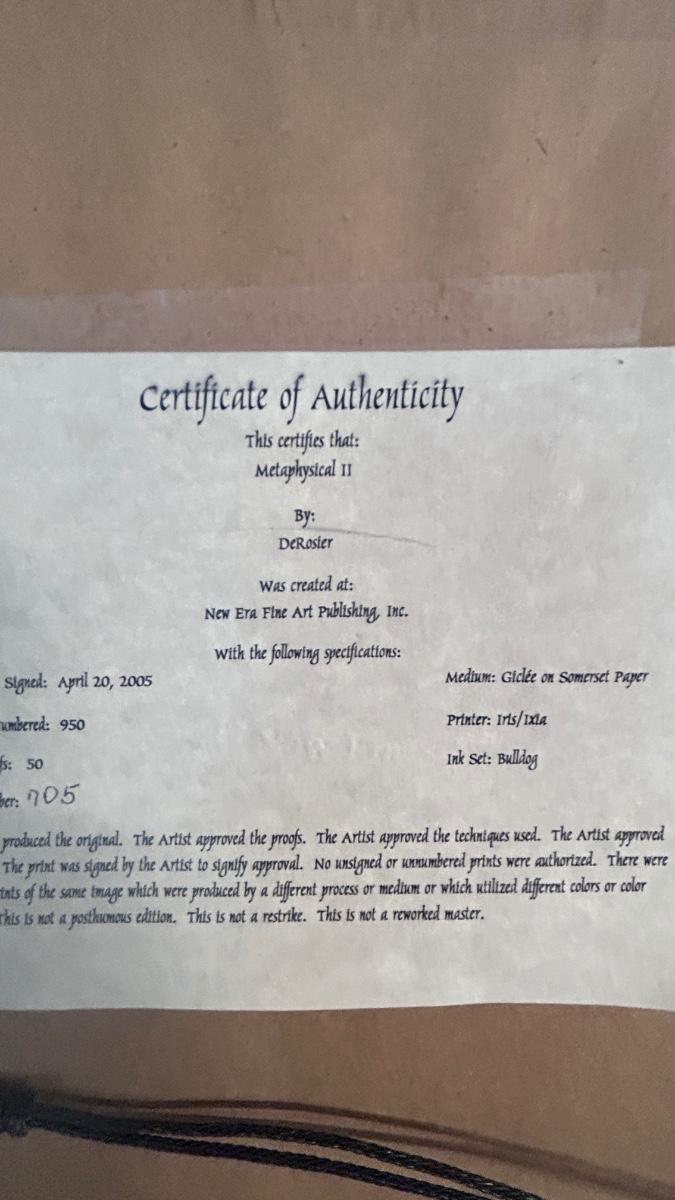 Certificate of Authenticity
This certifies that:
Metaphysical II
By:
DeRosier
Was created at:
New Era Fine Art Publishing, Inc.
With the following specifications:
Signed: April 20, 2005
Medium: Giclée on Somerset Paper
umbered: 950
Printer: Iris/Ixia
fs: 50
Ink Set: Bulldog
ber: 705
produced the original. The Artist approved the proofs. The Artist approved the techniques used. The Artist approved
The print was signed by the Artist to signify approval. No unsigned or unnumbered prints were authorized. There were
ints of the same image which were produced by a different process or medium or which utilized different colors or color
This is not a posthumous edition. This is not a restrike. This is not a reworked master.